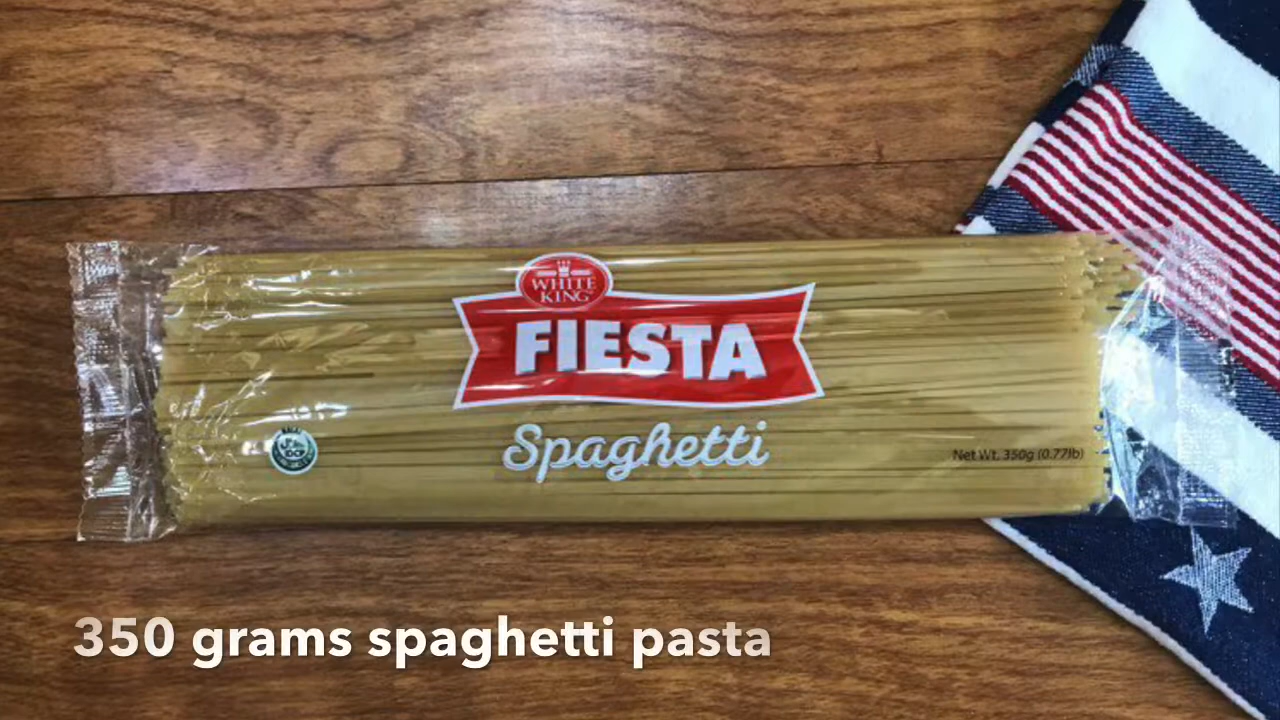 WHITE
KING
FIESTA
Spaghetti
Net Wt. 350g (0.77lb)
350 grams spaghetti pasta